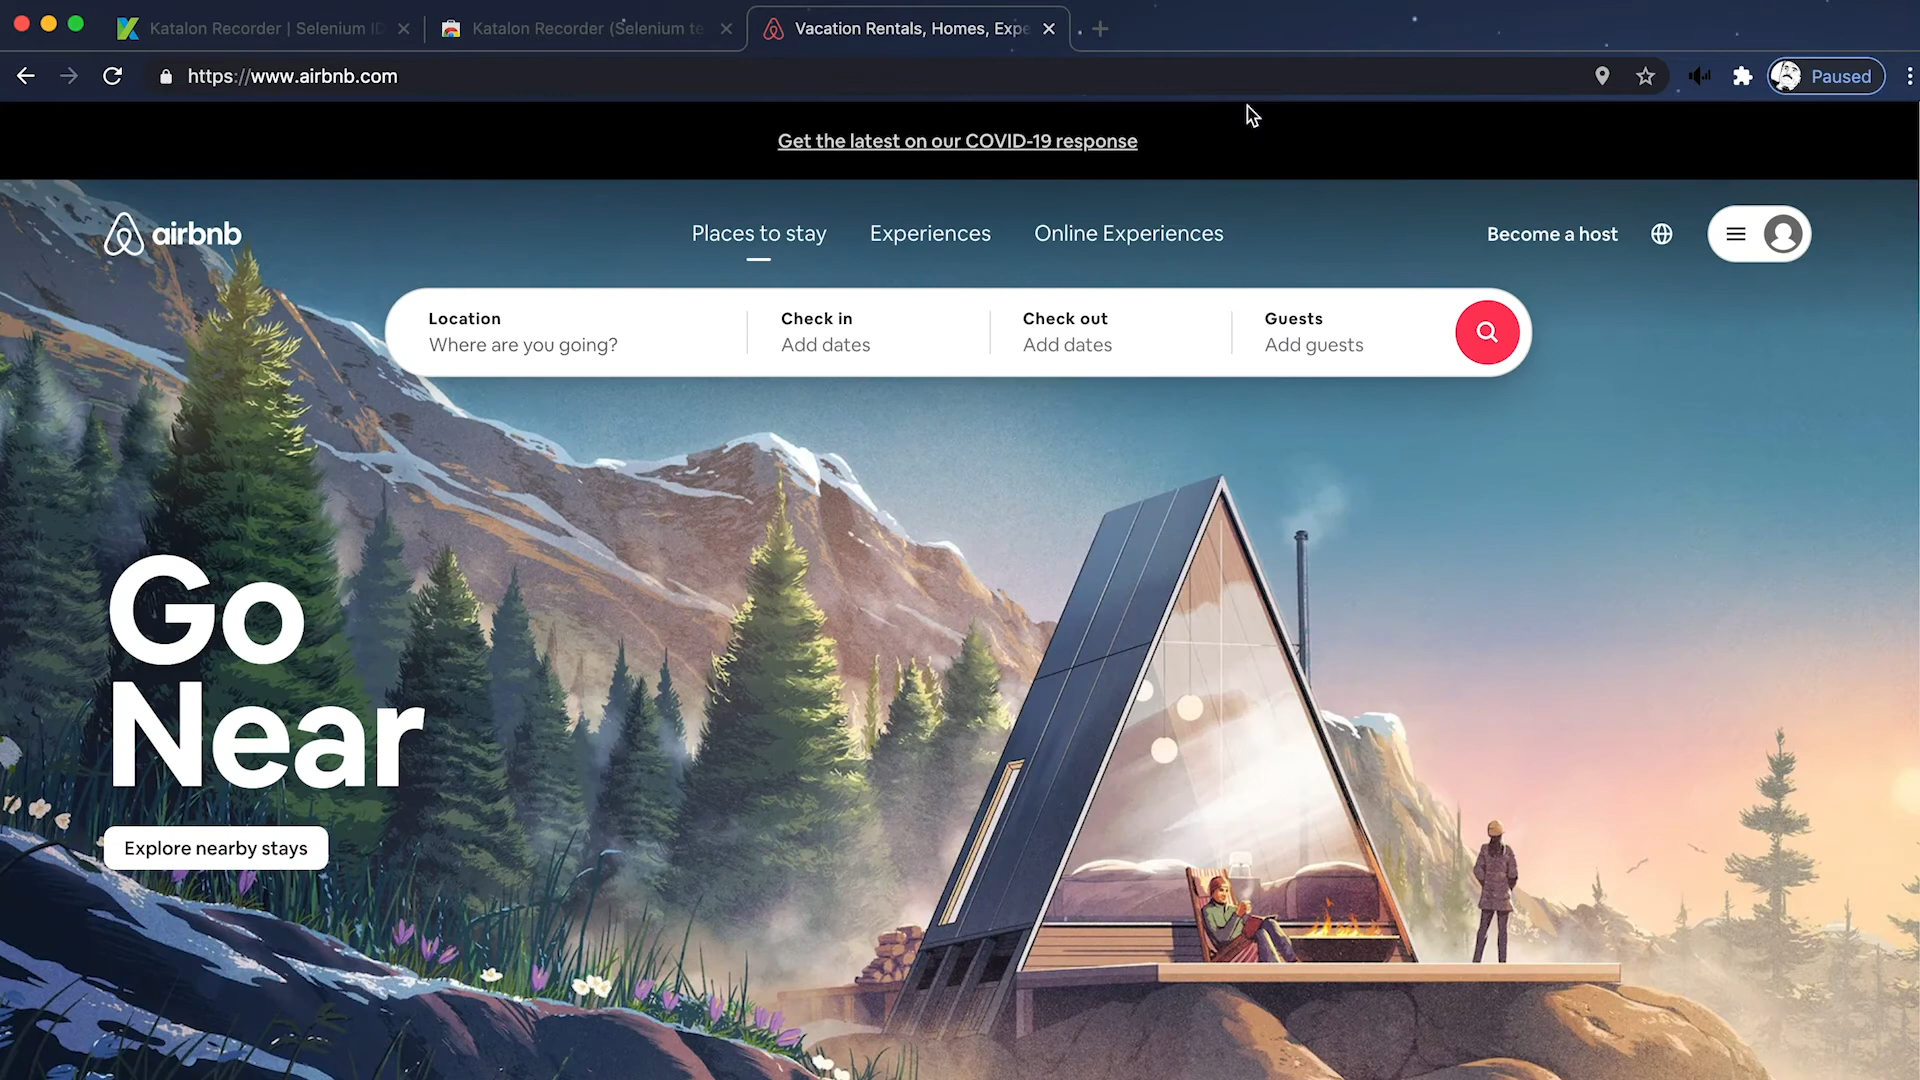 Katalon Recorder | Selenium ID
Katalon Recorder (Selenium te
Vacation Rentals, Homes, Expe
https://www.airbnb.com
Paused
Get the latest on our COVID-19 response
airbnb
Places to stay
Experiences
Online Experiences
Become a host
Location
Where are you going?
Check in
Add dates
Check out
Add dates
Guests
Add guests
Go
Near
Explore nearby stays